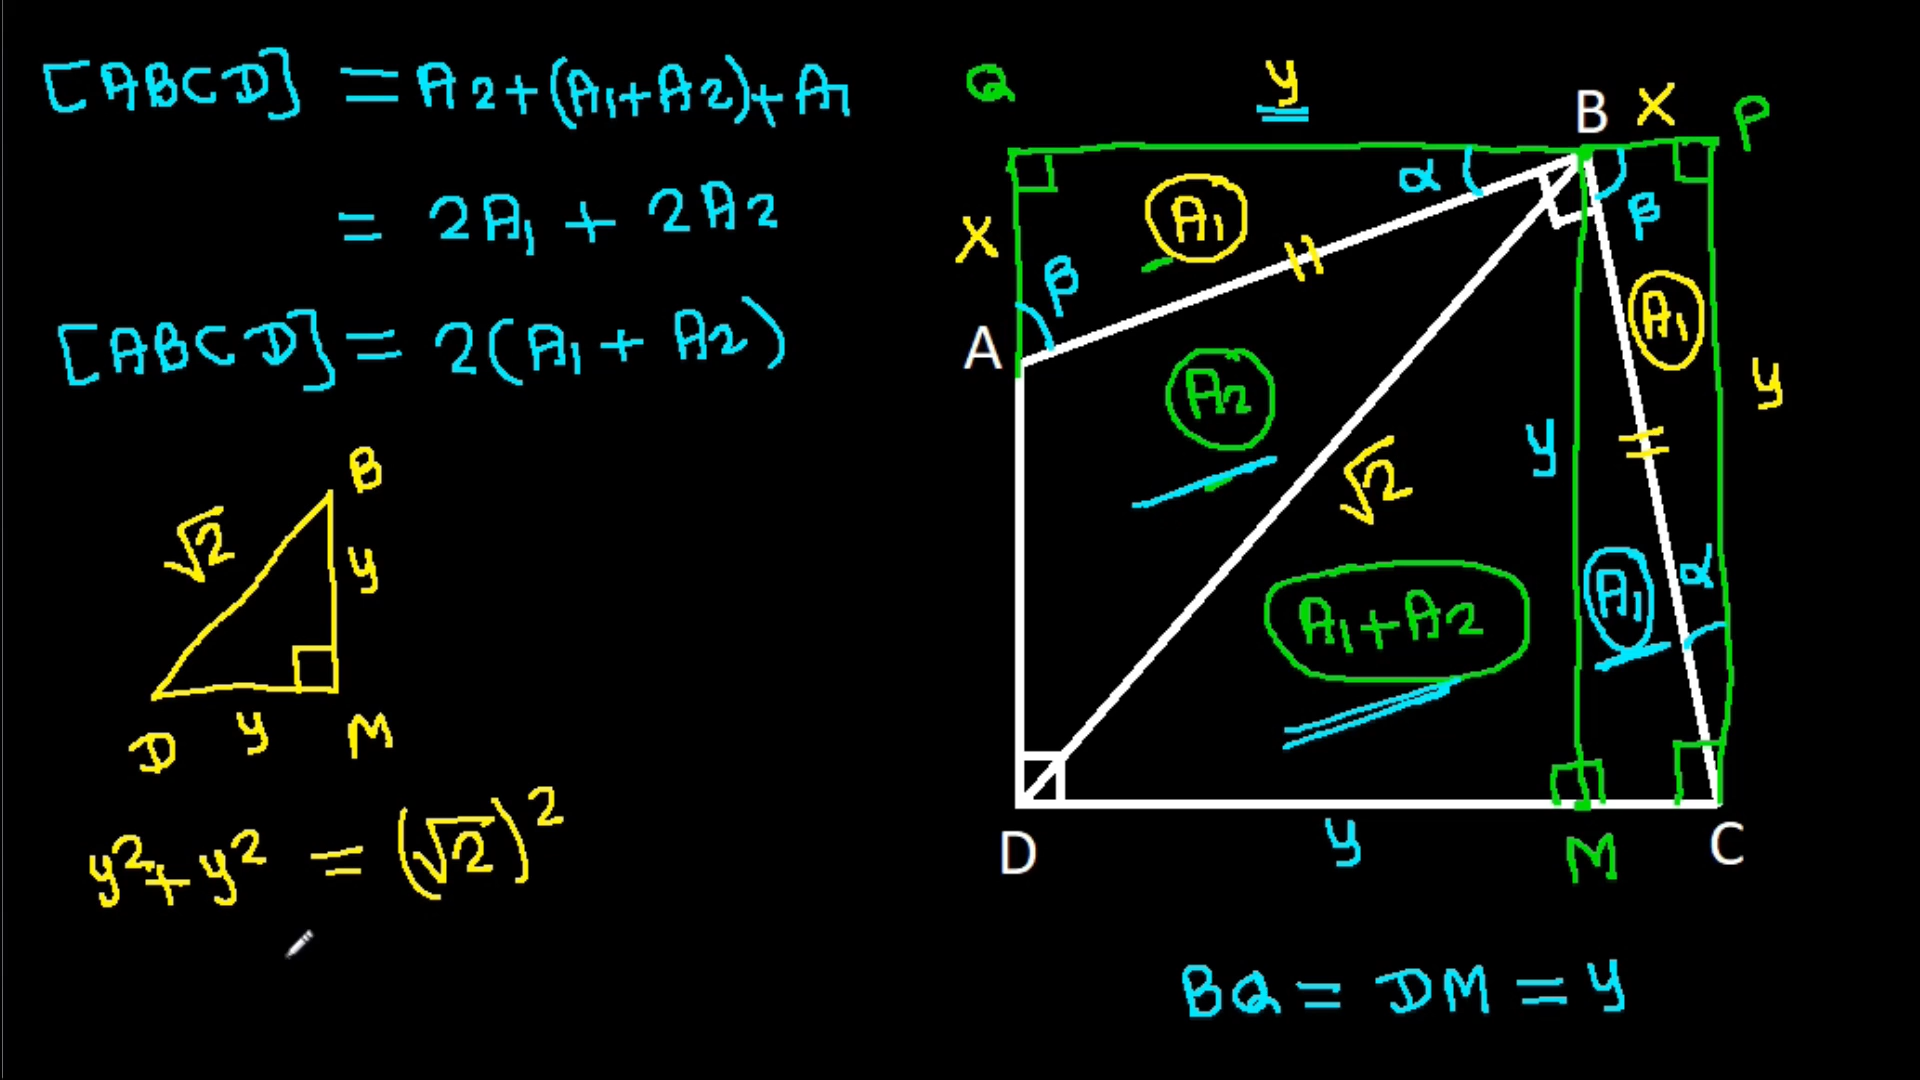 [ABCD] = A2+(A1+A2)+A1
= 2A1 + 2A2
[ABCD] = 2(A1 + A2)
B
√2
y
D y M
y²+y² = (√2)²
Q y B X P
α
A1
β
X
β
A1
A
A2
y
y
√2
A1
α
A1+A2
D y M C
BQ = DM = y